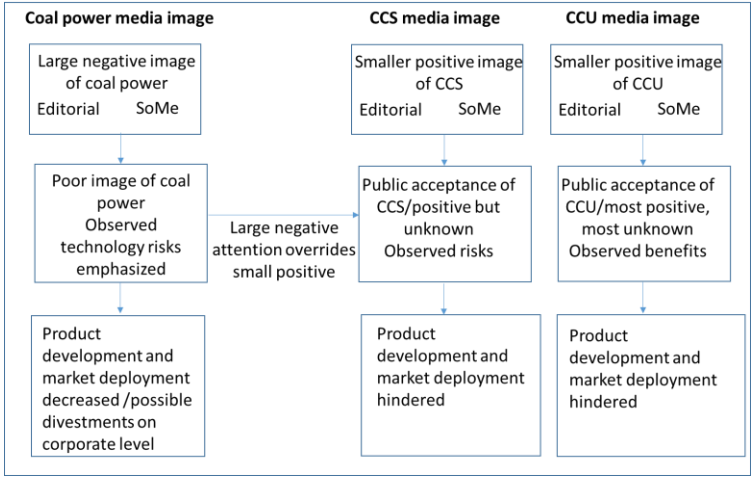 Coal power media image
Large negative image
of coal power
Editorial SoMe
Poor image of coal
power
Observed
technology risks
emphasized
Product
development and
market deployment
decreased /possible
divestments on
corporate level
Large negative
attention overrides
small positive
CCS media image
Smaller positive image
of CCS
Editorial SoMe
Public acceptance of
CCS/positive but
unknown
Observed risks
Product
development and
market deployment
hindered
CCU media image
Smaller positive image
of CCU
Editorial SoMe
Public acceptance of
CCU/most positive,
most unknown
Observed benefits
Product
development and
market deployment
hindered